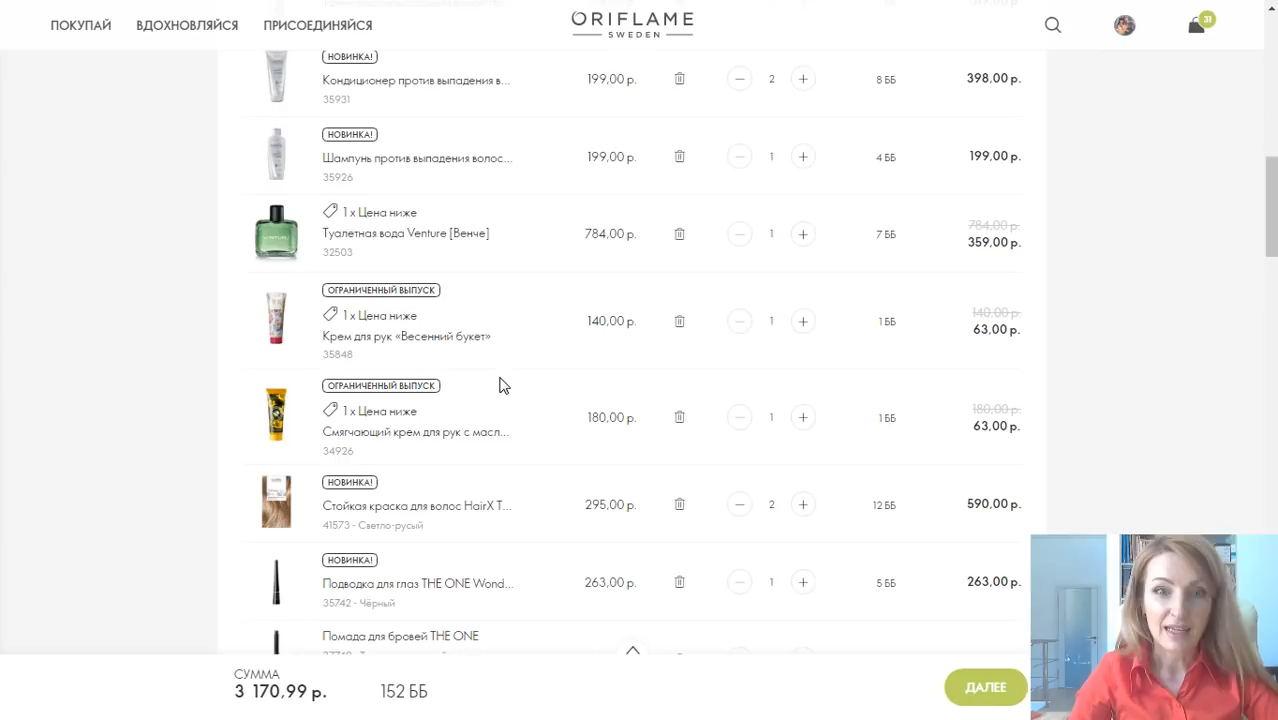 ПОКУПАЙ
ВДОХНОВЛЯЙСЯ
ПРИСОЕДИНЯЙСЯ
ORIFLAME
SWEDEN
31
НОВИНКА!
Кондиционер против выпадения в...
35931
199,00 р.
2
8 ББ
398,00 р.
НОВИНКА!
Шампунь против выпадения волос...
35926
199,00 р.
1
4 ББ
199,00 р.
1 x Цена ниже
Туалетная вода Venture [Венче]
32503
784,00 р.
1
7 ББ
784,00 р.
359,00 р.
ОГРАНИЧЕННЫЙ ВЫПУСК
1 x Цена ниже
Крем для рук «Весенний букет»
35848
140,00 р.
1
1 ББ
140,00 р.
63,00 р.
ОГРАНИЧЕННЫЙ ВЫПУСК
1 x Цена ниже
Смягчающий крем для рук с масл...
34926
180,00 р.
1
1 ББ
180,00 р.
63,00 р.
НОВИНКА!
Стойкая краска для волос HairX T...
41573 - Светло-русый
295,00 р.
2
12 ББ
590,00 р.
НОВИНКА!
Подводка для глаз THE ONE Wond...
35742 - Чёрный
263,00 р.
1
5 ББ
263,00 р.
Помада для бровей THE ONE
СУММА
3 170,99 р.
152 ББ
ДАЛЕЕ